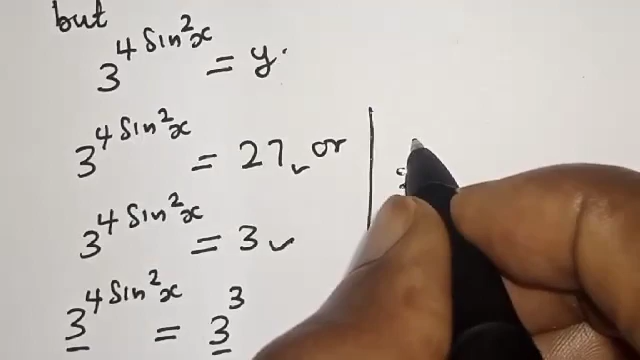 but
3^{4 Sin²x} = y.
3^{4 Sin²x} = 27 ✓ or
3^{4 Sin²x} = 3 ✓
3^{4 Sin²x} = 3^3